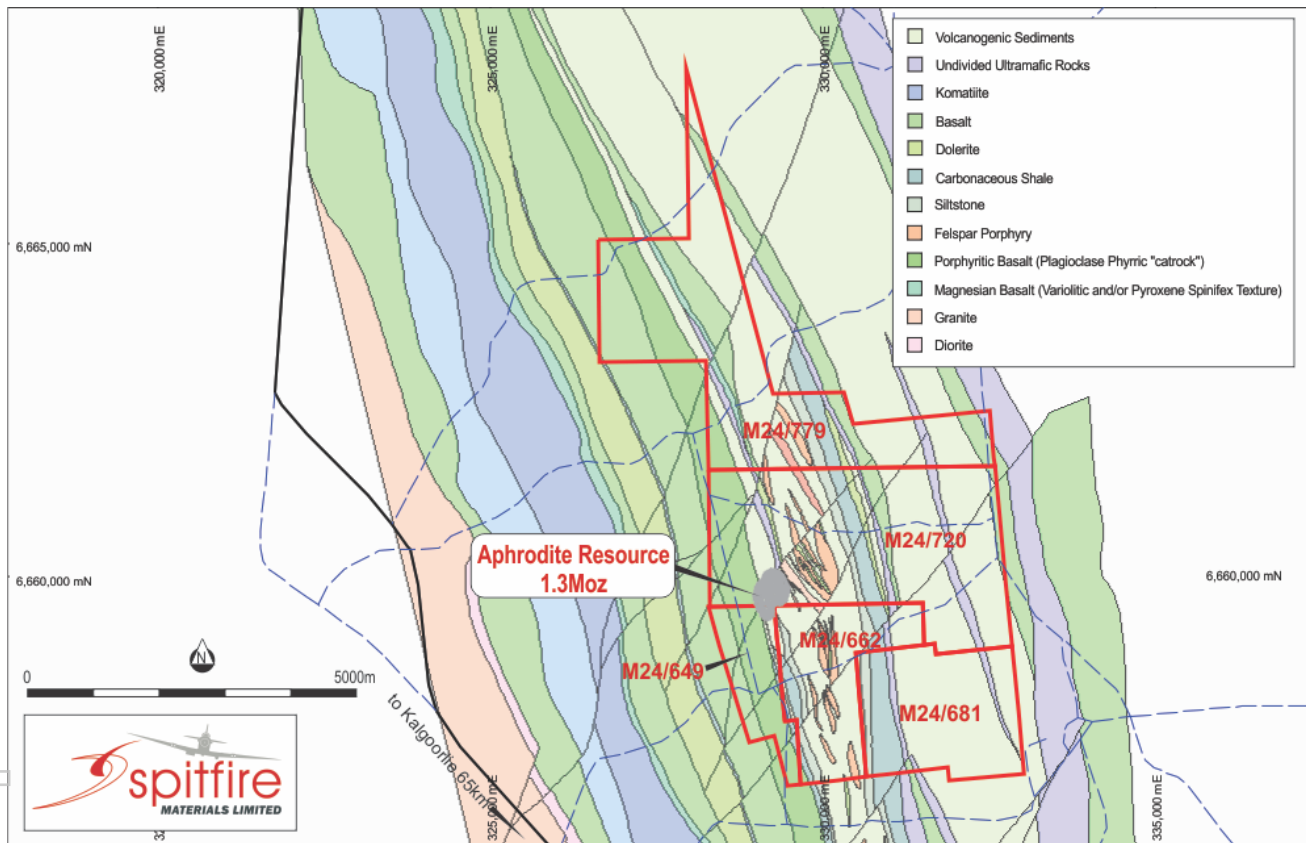 320,000 mE
325,000 mE
330,000 mE
Volcanogenic Sediments
Undivided Ultramafic Rocks
Komatiite
Basalt
Dolerite
Carbonaceous Shale
Siltstone
Felspar Porphyry
Porphyritic Basalt (Plagioclase Phyrric "catrock")
Magnesian Basalt (Variolitic and/or Pyroxene Spinifex Texture)
Granite
Diorite
6,665,000 mN
M24/779
M24/720
Aphrodite Resource
1.3Moz
6,660,000 mN
6,660,000 mN
M24/662
M24/649
M24/681
N
0
5000m
to Kalgoorlie 65km
spitfire
MATERIALS LIMITED
325,000 mE
330,000 mE
335,000 mE